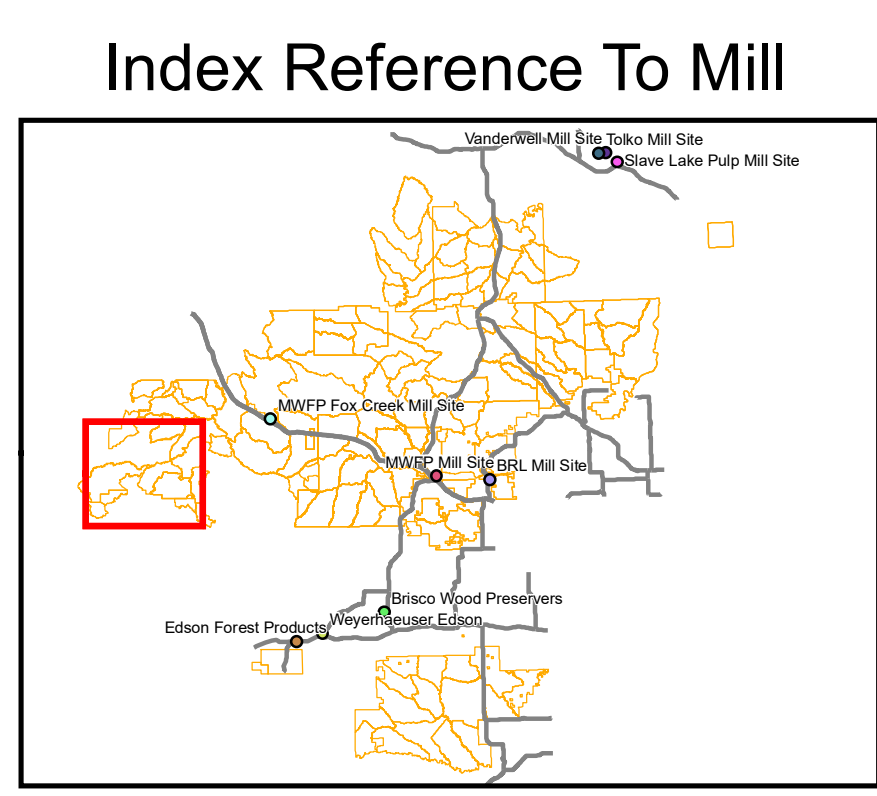 Index Reference To Mill
Vanderwell Mill Site Tolko Mill Site
Slave Lake Pulp Mill Site
MWFP Fox Creek Mill Site
MWFP Mill Site BRL Mill Site
Brisco Wood Preservers
Weyerhaeuser Edson
Edson Forest Products